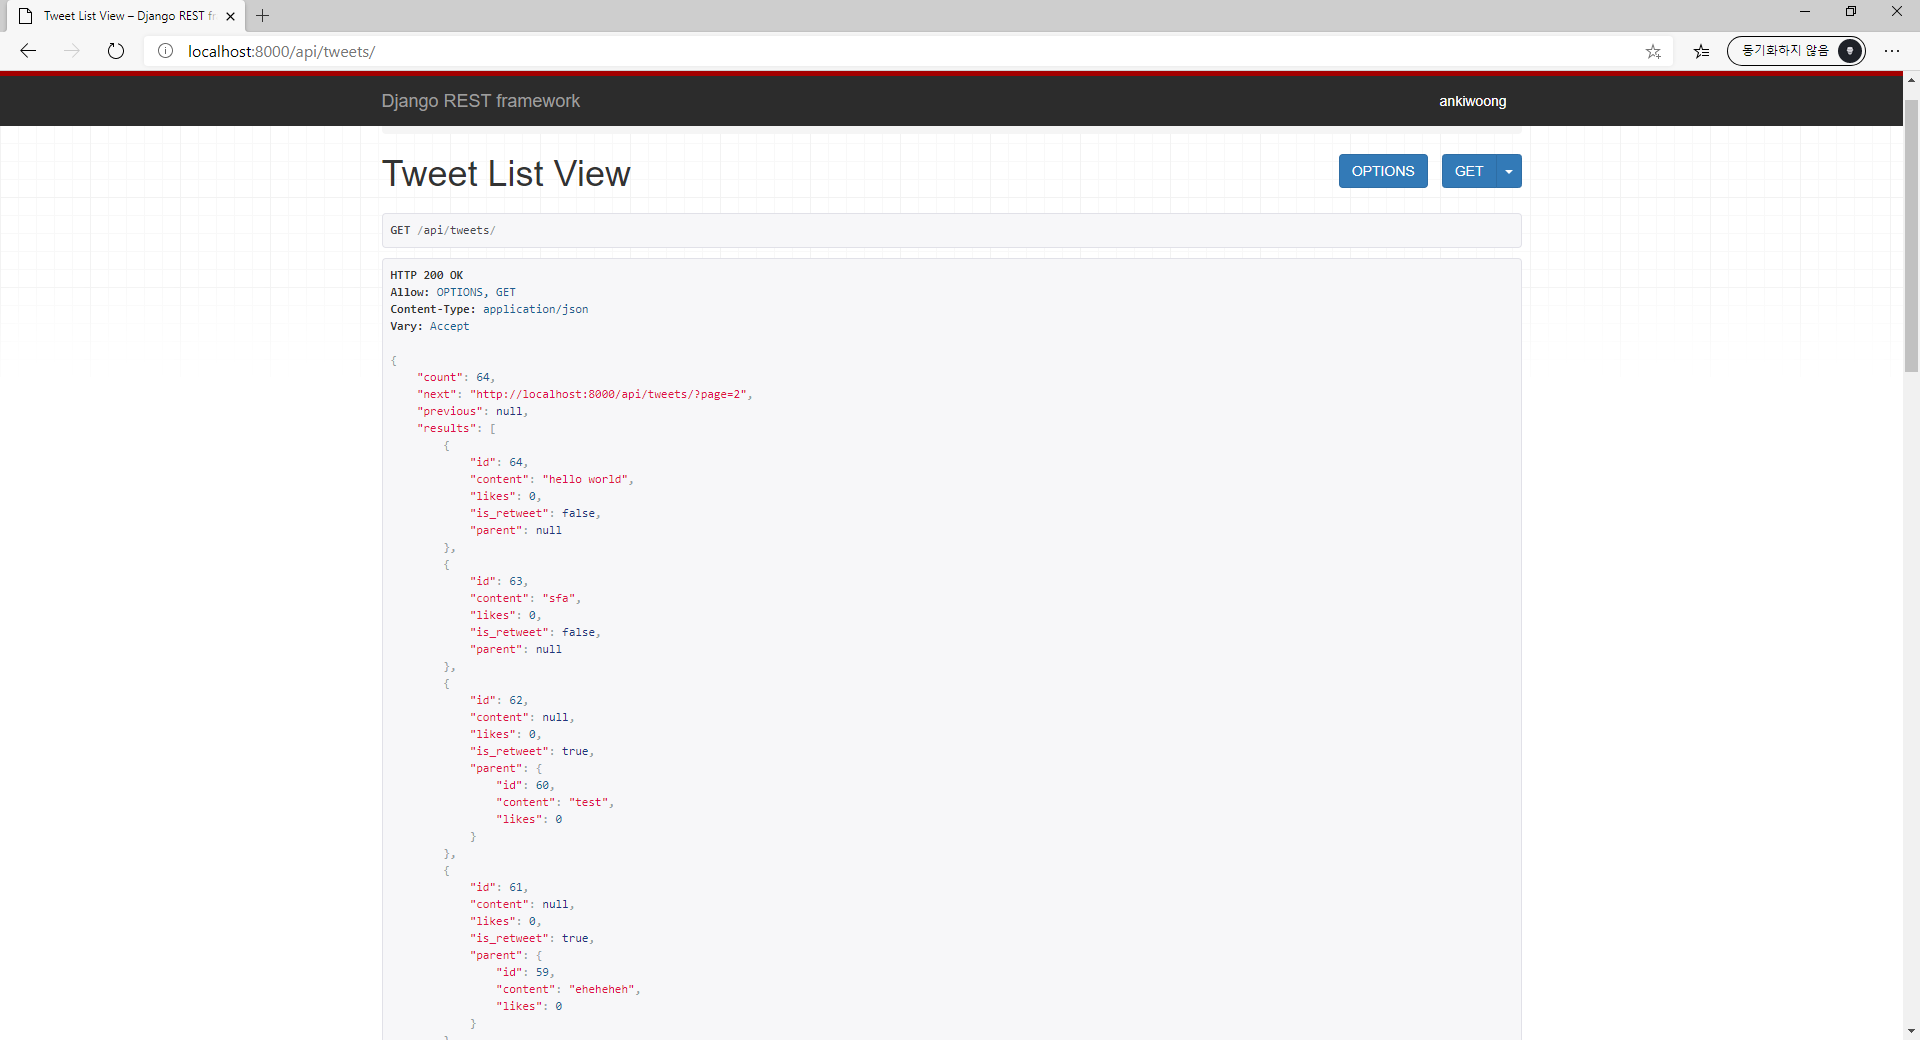 Tweet List View – Django REST fr
localhost:8000/api/tweets/
동기화하지 않음
Django REST framework
ankiwoong
Tweet List View
OPTIONS
GET
GET /api/tweets/
HTTP 200 OK
Allow: OPTIONS, GET
Content-Type: application/json
Vary: Accept
{
    "count": 64,
    "next": "http://localhost:8000/api/tweets/?page=2",
    "previous": null,
    "results": [
        {
            "id": 64,
            "content": "hello world",
            "likes": 0,
            "is_retweet": false,
            "parent": null
        },
        {
            "id": 63,
            "content": "sfa",
            "likes": 0,
            "is_retweet": false,
            "parent": null
        },
        {
            "id": 62,
            "content": null,
            "likes": 0,
            "is_retweet": true,
            "parent": {
                "id": 60,
                "content": "test",
                "likes": 0
            }
        },
        {
            "id": 61,
            "content": null,
            "likes": 0,
            "is_retweet": true,
            "parent": {
                "id": 59,
                "content": "eheheheh",
                "likes": 0
            }